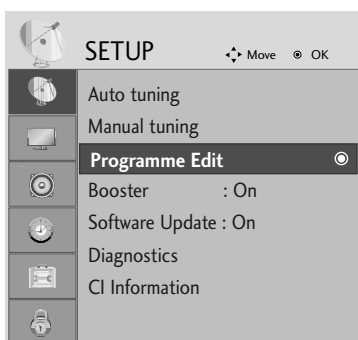 SETUP Move OK
Auto tuning
Manual tuning
Programme Edit
Booster : On
Software Update : On
Diagnostics
CI Information